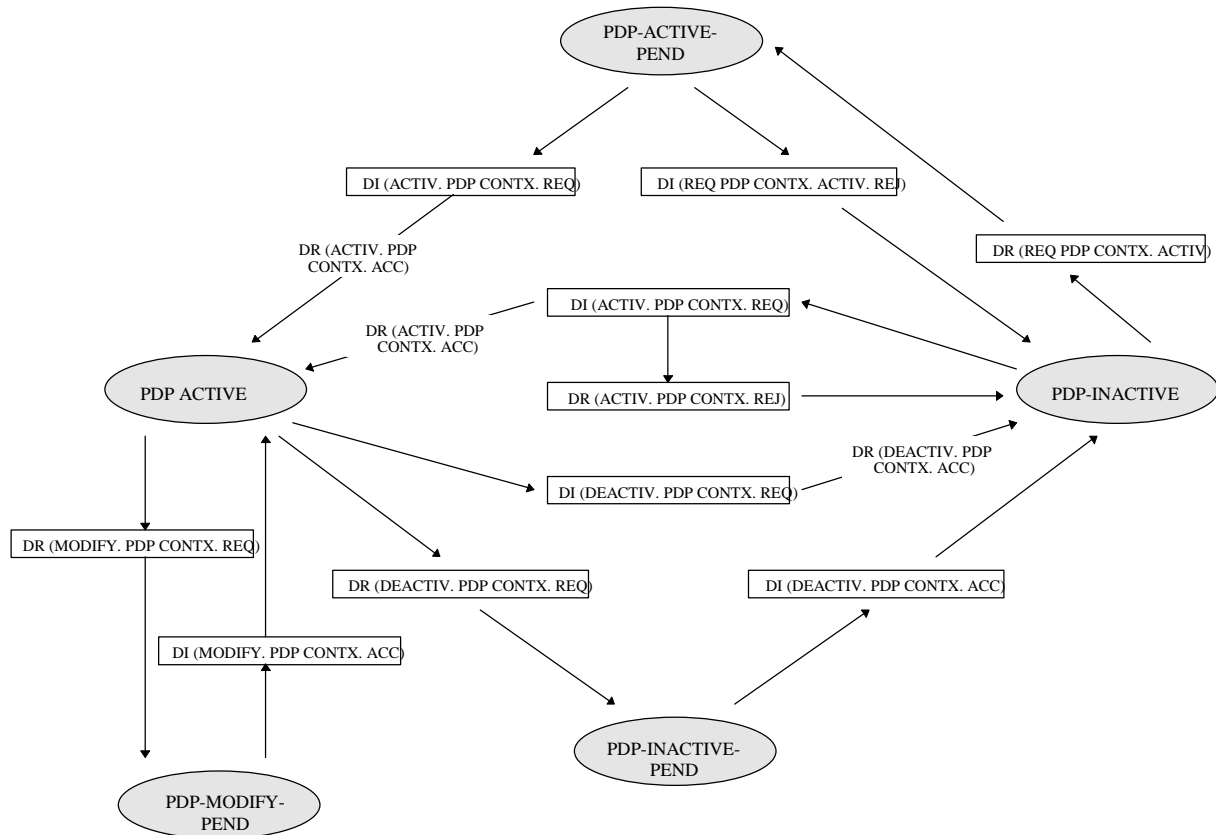 PDP-ACTIVE-
PEND
DI (ACTIV. PDP CONTX. REQ)
DI (REQ PDP CONTX. ACTIV. REJ)
DR (ACTIV. PDP
CONTX. ACC)
DR (REQ PDP CONTX. ACTIV)
DI (ACTIV. PDP CONTX. REQ)
DR (ACTIV. PDP
CONTX. ACC)
PDP ACTIVE
DR (ACTIV. PDP CONTX. REJ)
PDP-INACTIVE
DR (DEACTIV. PDP
CONTX. ACC)
DI (DEACTIV. PDP CONTX. REQ)
DR (MODIFY. PDP CONTX. REQ)
DR (DEACTIV. PDP CONTX. REQ)
DI (DEACTIV. PDP CONTX. ACC)
DI (MODIFY. PDP CONTX. ACC)
PDP-INACTIVE-
PEND
PDP-MODIFY-
PEND